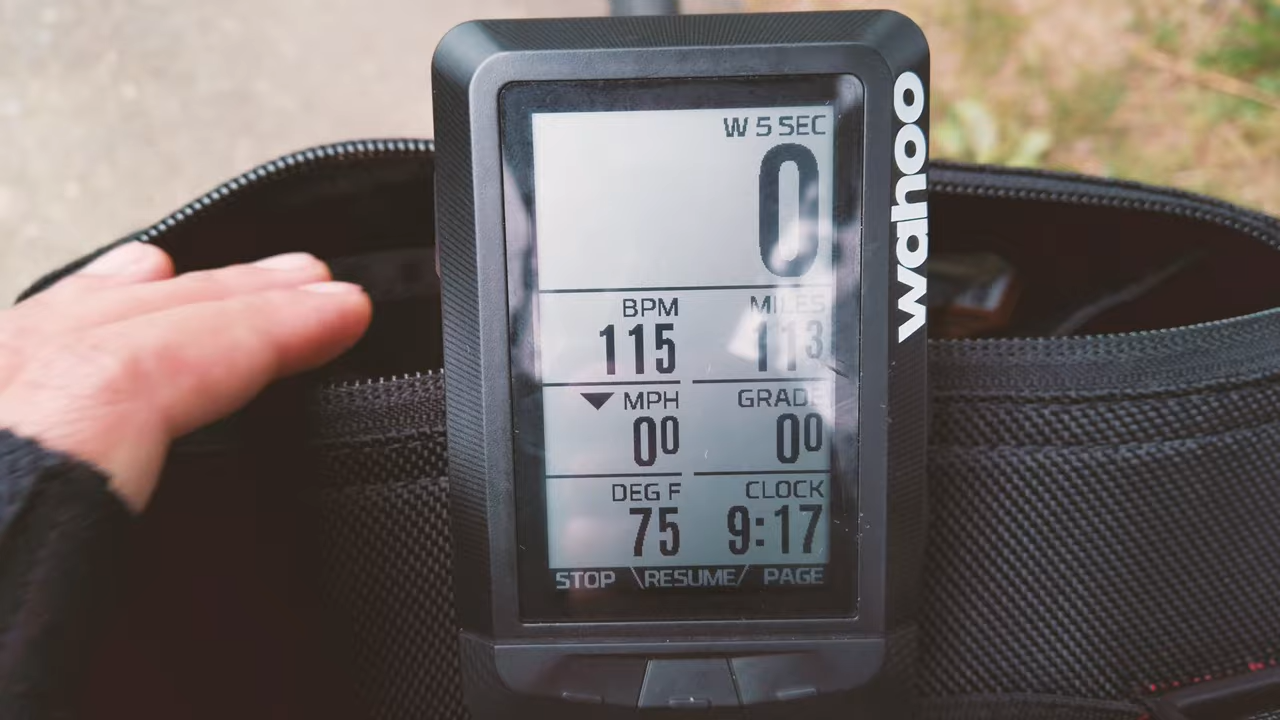 W 5 SEC
0
BPM MILES
115 113
MPH GRADE
00 00
DEG F CLOCK
75 9:17
STOP RESUME PAGE
wahoo